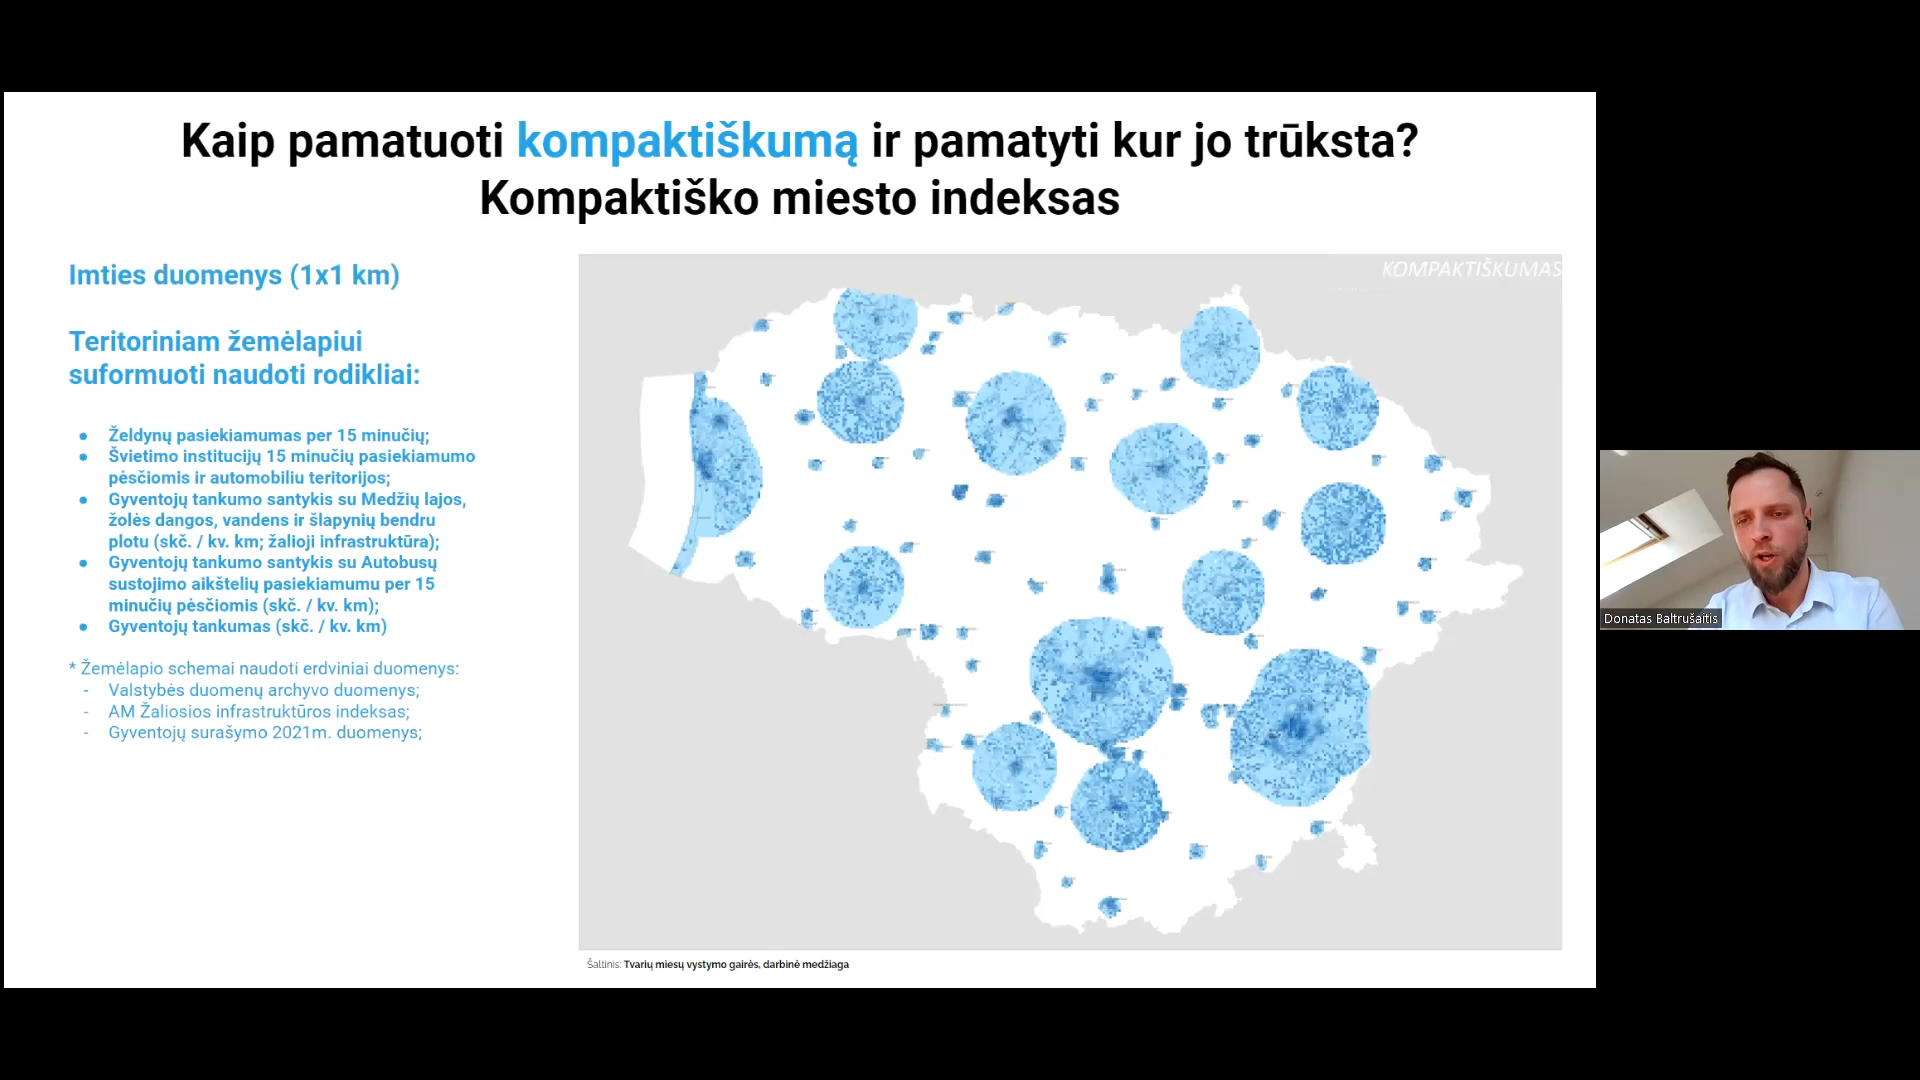 Kaip pamatuoti kompaktiškumą ir pamatyti kur jo trūksta?
Kompaktiško miesto indeksas
Imties duomenys (1x1 km)
Teritoriniam žemėlapiui
suformuoti naudoti rodikliai:
● Želdynų pasiekiamumas per 15 minučių;
● Švietimo institucijų 15 minučių pasiekiamumo
pėsčiomis ir automobiliu teritorijos;
● Gyventojų tankumo santykis su Medžių lajos,
žolės dangos, vandens ir šlapynių bendru
plotu (skč. / kv. km; žalioji infrastruktūra);
● Gyventojų tankumo santykis su Autobusų
sustojimo aikštelių pasiekiamumu per 15
minučių pėsčiomis (skč. / kv. km);
● Gyventojų tankumas (skč. / kv. km)
* Žemėlapio schemai naudoti erdviniai duomenys:
- Valstybės duomenų archyvo duomenys;
- AM Žaliosios infrastruktūros indeksas;
- Gyventojų surašymo 2021m. duomenys;
KOMPAKTIŠKUMAS
Šaltinis: Tvarių miesų vystymo gairės, darbinė medžiaga
Donatas Baltrušaitis